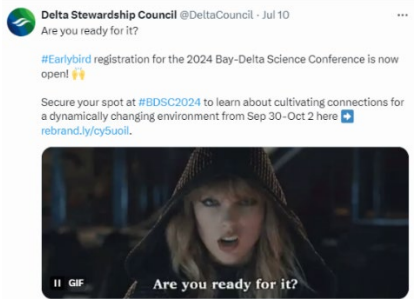 Delta Stewardship Council @DeltaCouncil · Jul 10
Are you ready for it?
#Earlybird registration for the 2024 Bay-Delta Science Conference is now
open! 🙌
Secure your spot at #BDSC2024 to learn about cultivating connections for
a dynamically changing environment from Sep 30-Oct 2 here ➡️
rebrand.ly/cy5uoil.
GIF
Are you ready for it?